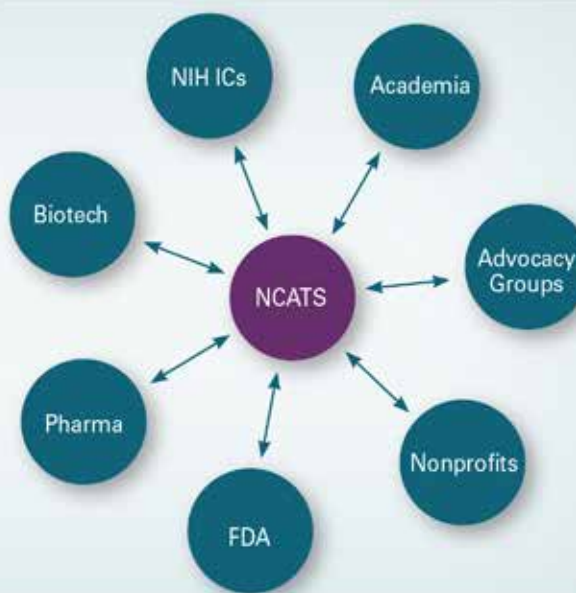 NIH ICs
Academia
Biotech
Advocacy
Groups
NCATS
Pharma
Nonprofits
FDA